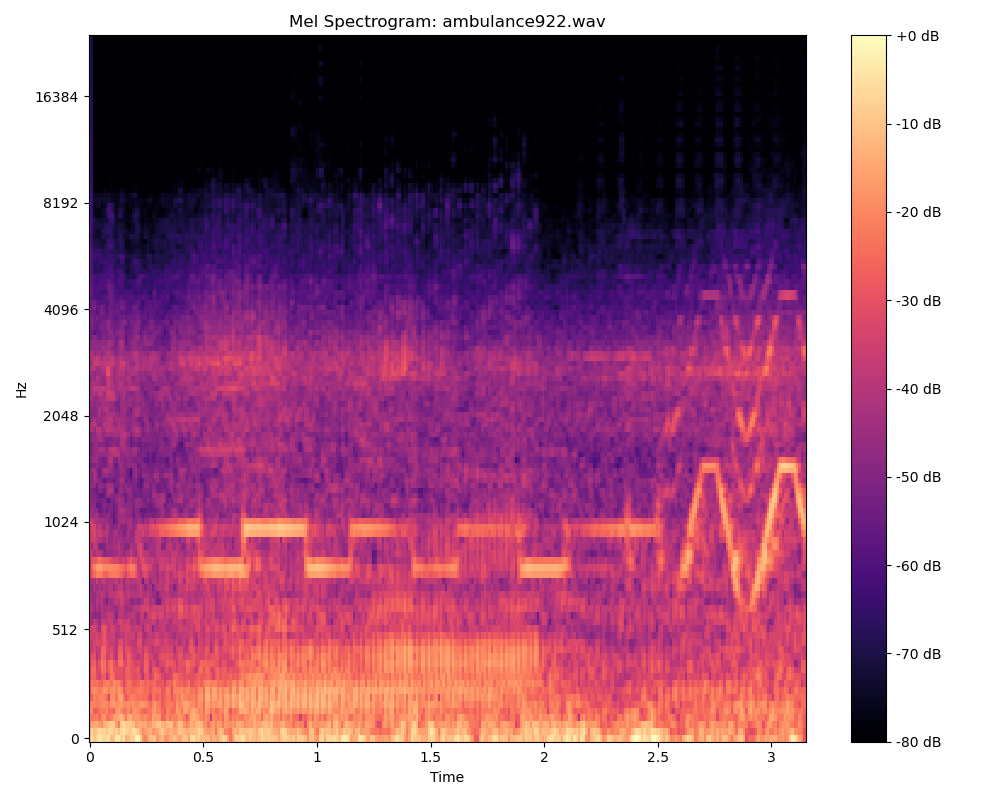 Mel Spectrogram: ambulance922.wav
+0 dB
-10 dB
-20 dB
-30 dB
-40 dB
-50 dB
-60 dB
-70 dB
-80 dB
Hz
16384
8192
4096
2048
1024
512
0
0
0.5
1
1.5
2
2.5
3
Time